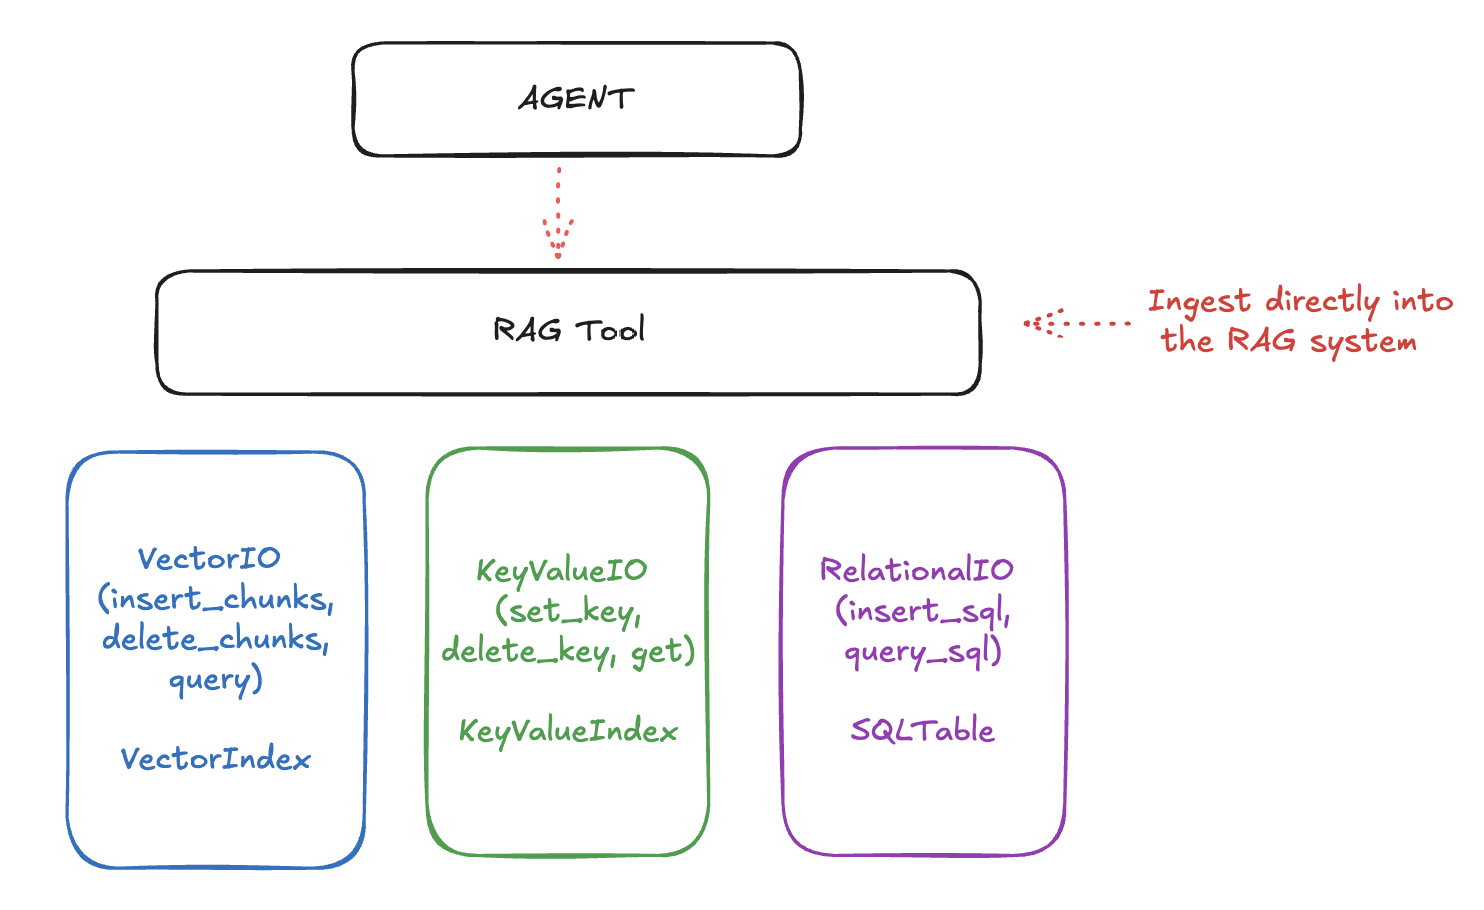 AGENT
RAG Tool
Ingest directly into
the RAG system
VectorIO
(insert_chunks,
delete_chunks,
query)
VectorIndex
KeyValueIO
(set_key,
delete_key, get)
KeyValueIndex
RelationalIO
(insert_sql,
query_sql)
SQLTable